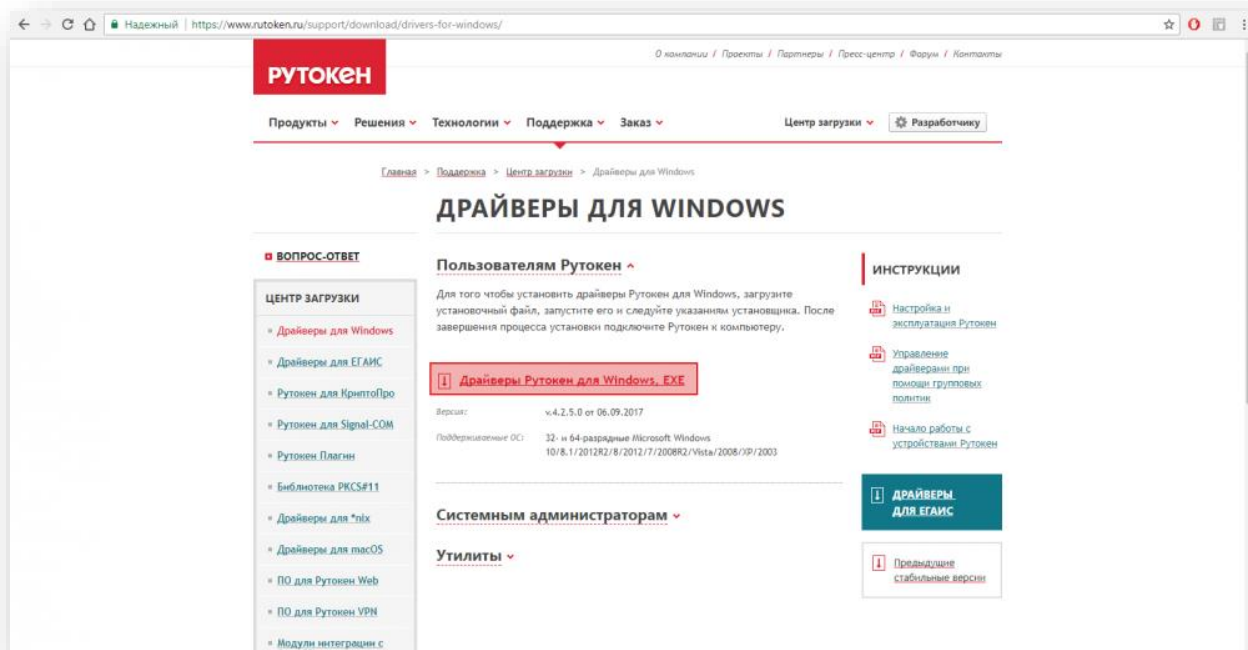 Надежный | https://www.rutoken.ru/support/download/drivers-for-windows/
О компании / Проекты / Партнеры / Пресс-центр / Форум / Контакты
РУТОКЕН
Продукты Решения Технологии Поддержка Заказ Центр загрузки Разработчику
Главная > Поддержка > Центр загрузки > Драйверы для Windows
ДРАЙВЕРЫ ДЛЯ WINDOWS
ВОПРОС-ОТВЕТ
ЦЕНТР ЗАГРУЗКИ
Драйверы для Windows
Драйверы для ЕГАИС
Рутокен для КриптоПро
Рутокен для Signal-COM
Рутокен Плагин
Библиотека PKCS#11
Драйверы для *nix
Драйверы для macOS
ПО для Рутокен Web
ПО для Рутокен VPN
Модули интеграции с
Пользователям Рутокен
Для того чтобы установить драйверы Рутокен для Windows, загрузите
установочный файл, запустите его и следуйте указаниям установщика. После
завершения процесса установки подключите Рутокен к компьютеру.
Драйверы Рутокен для Windows, EXE
Версия: v.4.2.5.0 от 06.09.2017
Поддерживаемые ОС: 32- и 64-разрядные Microsoft Windows
10/8.1/2012R2/8/2012/7/2008R2/Vista/2008/XP/2003
Системным администраторам
Утилиты
ИНСТРУКЦИИ
Настройка и
эксплуатация Рутокен
Управление
драйверами при
помощи групповых
политик
Начало работы с
устройствами Рутокен
ДРАЙВЕРЫ
ДЛЯ ЕГАИС
Предыдущие
стабильные версии